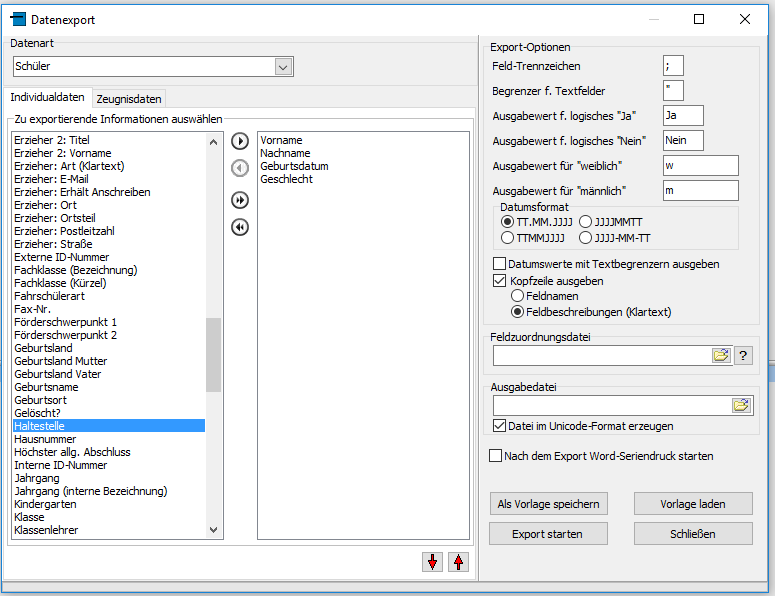 Datenexport
Datenart
Schüler
Individualdaten
Zeugnisdaten
Zu exportierende Informationen auswählen
Erzieher 2: Titel
Erzieher 2: Vorname
Erzieher: Art (Klartext)
Erzieher: E-Mail
Erzieher: Erhält Anschreiben
Erzieher: Ort
Erzieher: Ortsteil
Erzieher: Postleitzahl
Erzieher: Straße
Externe ID-Nummer
Fachklasse (Bezeichnung)
Fachklasse (Kürzel)
Fahrschülerart
Fax-Nr.
Förderschwerpunkt 1
Förderschwerpunkt 2
Geburtsland
Geburtsland Mutter
Geburtsland Vater
Geburtsname
Geburtsort
Gelöscht?
Haltestelle
Hausnummer
Höchster allg. Abschluss
Interne ID-Nummer
Jahrgang
Jahrgang (interne Bezeichnung)
Kindergarten
Klasse
Klassenlehrer
Vorname
Nachname
Geburtsdatum
Geschlecht
Export-Optionen
Feld-Trennzeichen ;
Begrenzer f. Textfelder "
Ausgabewert f. logisches "Ja" Ja
Ausgabewert f. logisches "Nein" Nein
Ausgabewert für "weiblich" w
Ausgabewert für "männlich" m
Datumsformat
TT.MM.JJJJ JJJJMMTT
TTMMJJJJ JJJJ-MM-TT
Datumswerte mit Textbegrenzern ausgeben
Kopfzeile ausgeben
Feldnamen
Feldbeschreibungen (Klartext)
Feldzuordnungsdatei
?
Ausgabedatei
Datei im Unicode-Format erzeugen
Nach dem Export Word-Seriendruck starten
Als Vorlage speichern Vorlage laden
Export starten Schließen